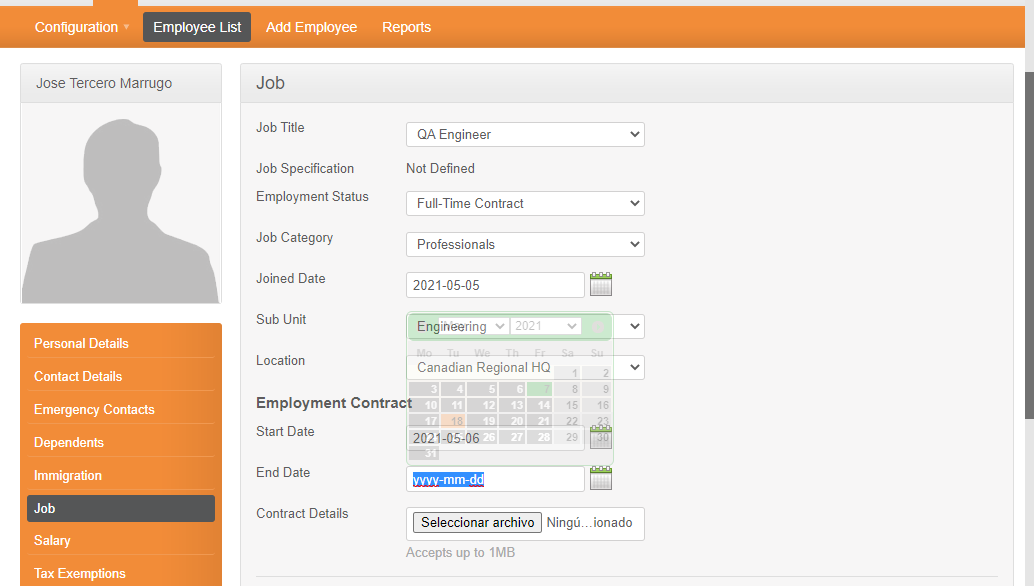 Configuration Employee List Add Employee Reports
Jose Tercero Marrugo
Personal Details
Contact Details
Emergency Contacts
Dependents
Immigration
Job
Salary
Tax Exemptions
Job
Job Title QA Engineer
Job Specification Not Defined
Employment Status Full-Time Contract
Job Category Professionals
Joined Date 2021-05-05
Sub Unit Engineering
May 2021
Mo Tu We Th Fr Sa Su
Location Canadian Regional HQ
1 2
3 4 5 6 7 8 9
Employment Contract
10 11 12 13 14 15 16
17 18 19 20 21 22 23
Start Date 2021-05-06
26 27 28 29 30
31
End Date yyyy-mm-dd
Contract Details Seleccionar archivo Ningú…ionado
Accepts up to 1MB